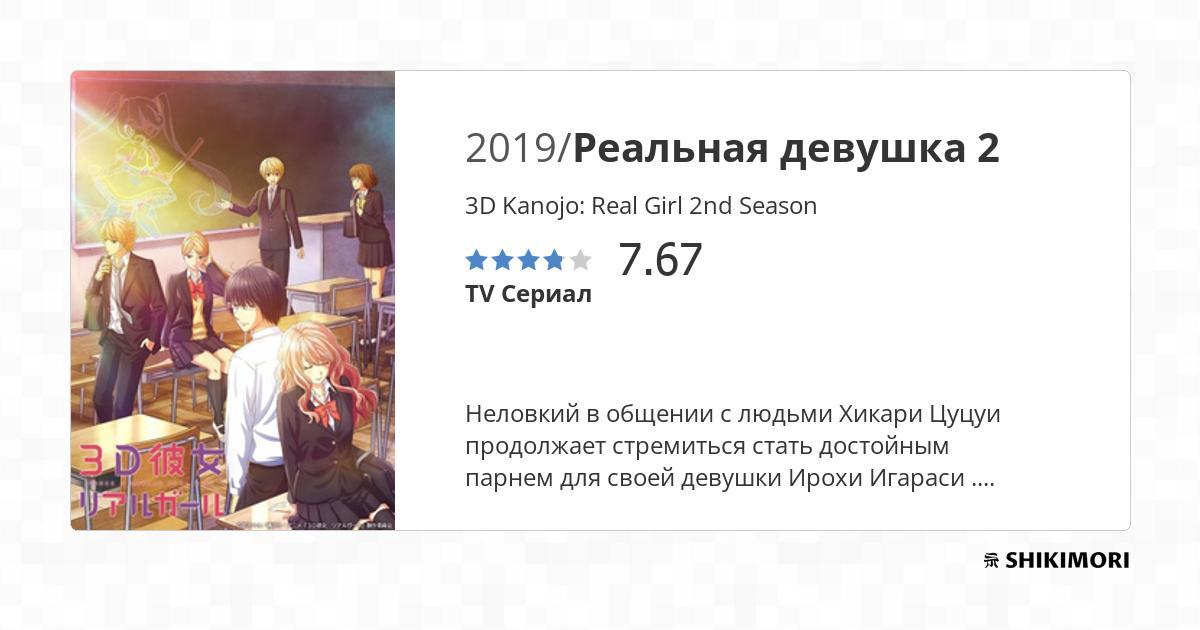 2019/Реальная девушка 2
3D Kanojo: Real Girl 2nd Season
7.67
TV Сериал
Неловкий в общении с людьми Хикари Цуцуи
продолжает стремиться стать достойным
парнем для своей девушки Ирохи Игараси ....
3D彼女
リアルガール
SHIKIMORI